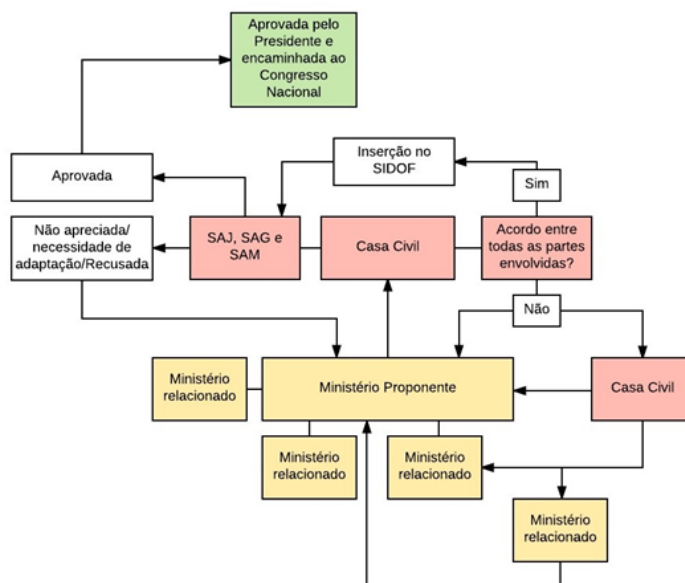 Aprovada pelo
Presidente e
encaminhada ao
Congresso
Nacional
Inserção no
SIDOF
Sim
Aprovada
Não apreciada/
necessidade de
adaptação/Recusada
SAJ, SAG e
SAM
Casa Civil
Acordo entre
todas as partes
envolvidas?
Não
Ministério
relacionado
Ministério Proponente
Casa Civil
Ministério
relacionado
Ministério
relacionado
Ministério
relacionado